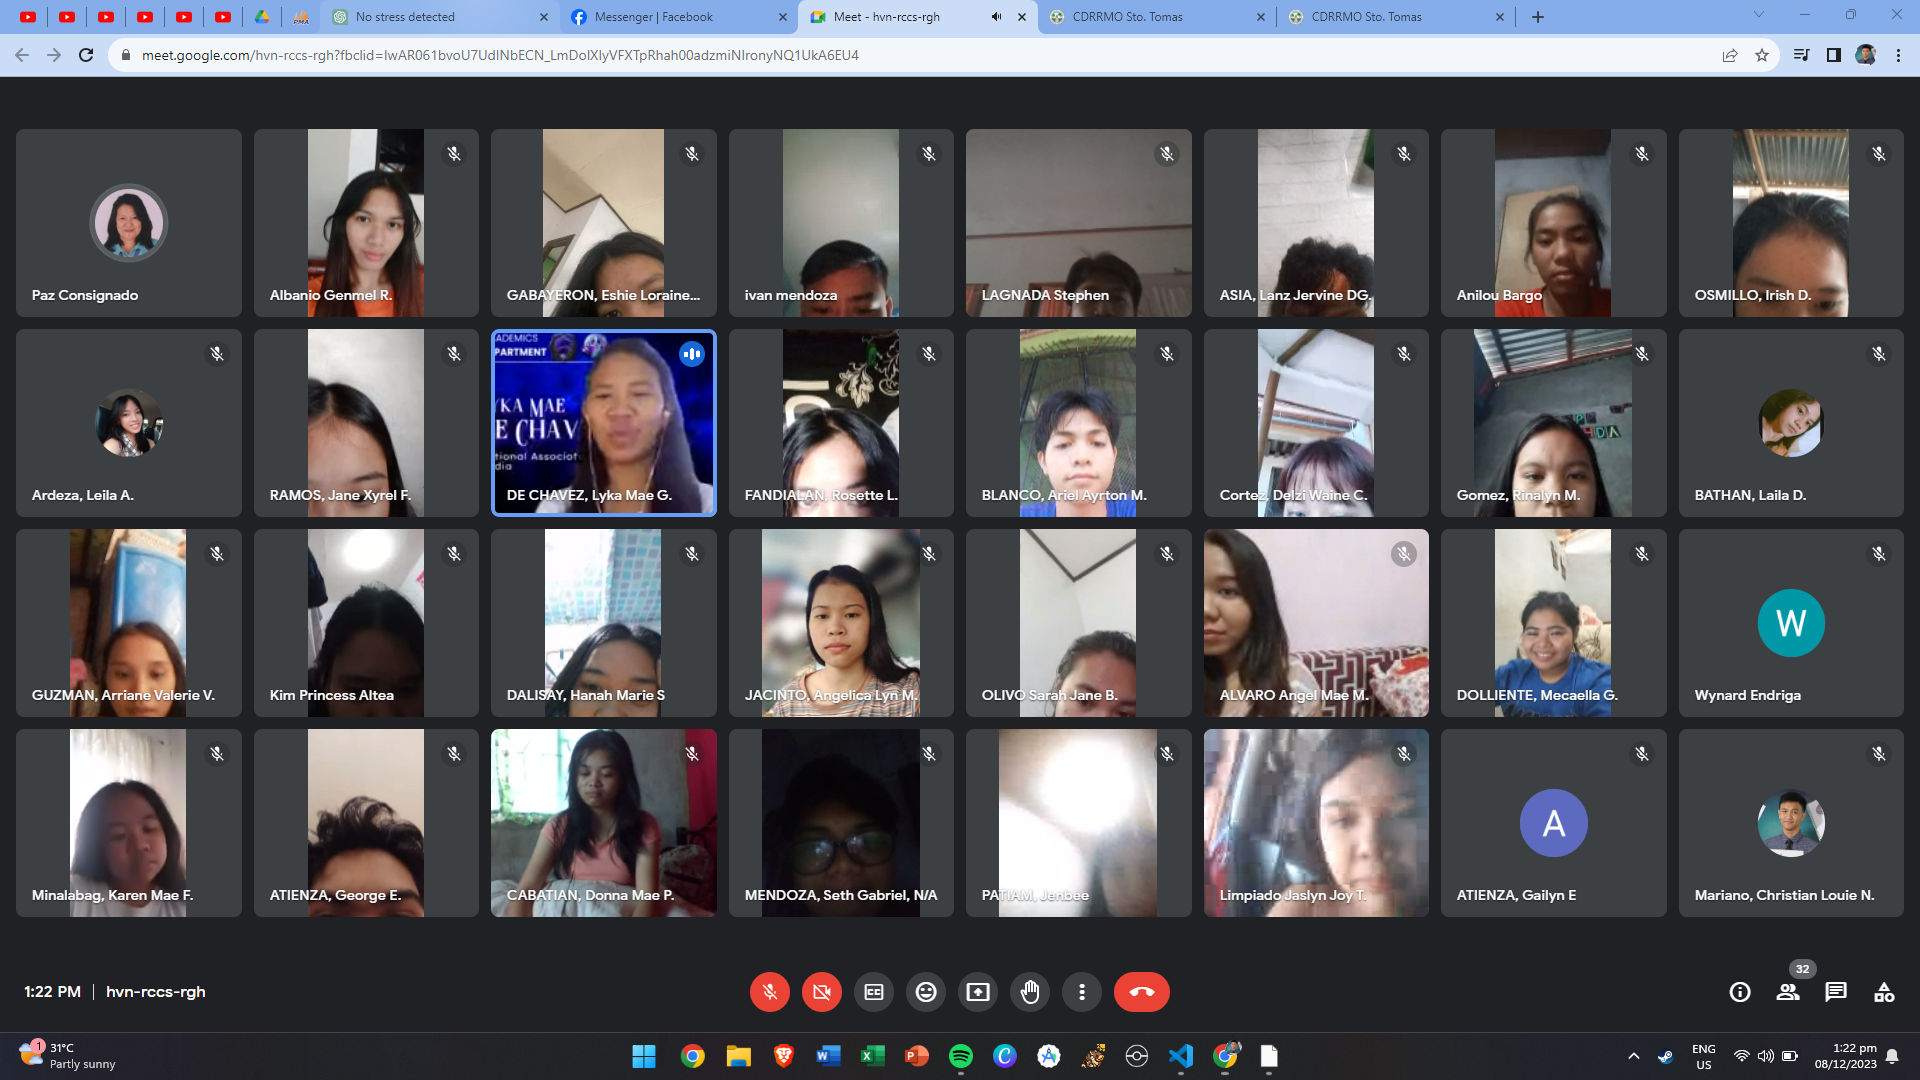 No stress detected
Messenger | Facebook
Meet - hvn-rccs-rgh
CDRRMO Sto. Tomas
CDRRMO Sto. Tomas
meet.google.com/hvn-rccs-rgh?fbclid=IwAR061bvoU7UdINbECN_LmDolXlyVFXTpRhah00adzmiNIronyNQ1UkA6EU4
Paz Consignado
Albanio Genmel R.
GABAYERON, Eshie Loraine...
ivan mendoza
LAGNADA Stephen
ASIA, Lanz Jervine DG.
Anilou Bargo
OSMILLO, Irish D.
Ardeza, Leila A.
RAMOS, Jane Xyrel F.
ADEMICS
PARTMENT
YKA MAE
E CHAV
tional Associat
dia
DE CHAVEZ, Lyka Mae G.
FANDIALAN, Rosette L.
BLANCO, Ariel Ayrton M.
Cortez, Delzi Waine C.
Gomez, Rinalyn M.
BATHAN, Laila D.
GUZMAN, Arriane Valerie V.
Kim Princess Altea
DALISAY, Hanah Marie S
JACINTO, Angelica Lyn M.
OLIVO Sarah Jane B.
ALVARO Angel Mae M.
DOLLIENTE, Mecaella G.
W
Wynard Endriga
Minalabag, Karen Mae F.
ATIENZA, George E.
CABATIAN, Donna Mae P.
MENDOZA, Seth Gabriel, N/A
PATIAM, Jenbee
Limpiado Jaslyn Joy T.
A
ATIENZA, Gailyn E
Mariano, Christian Louie N.
1:22 PM | hvn-rccs-rgh
32
1
31°C
Partly sunny
ENG
US
1:22 pm
08/12/2023